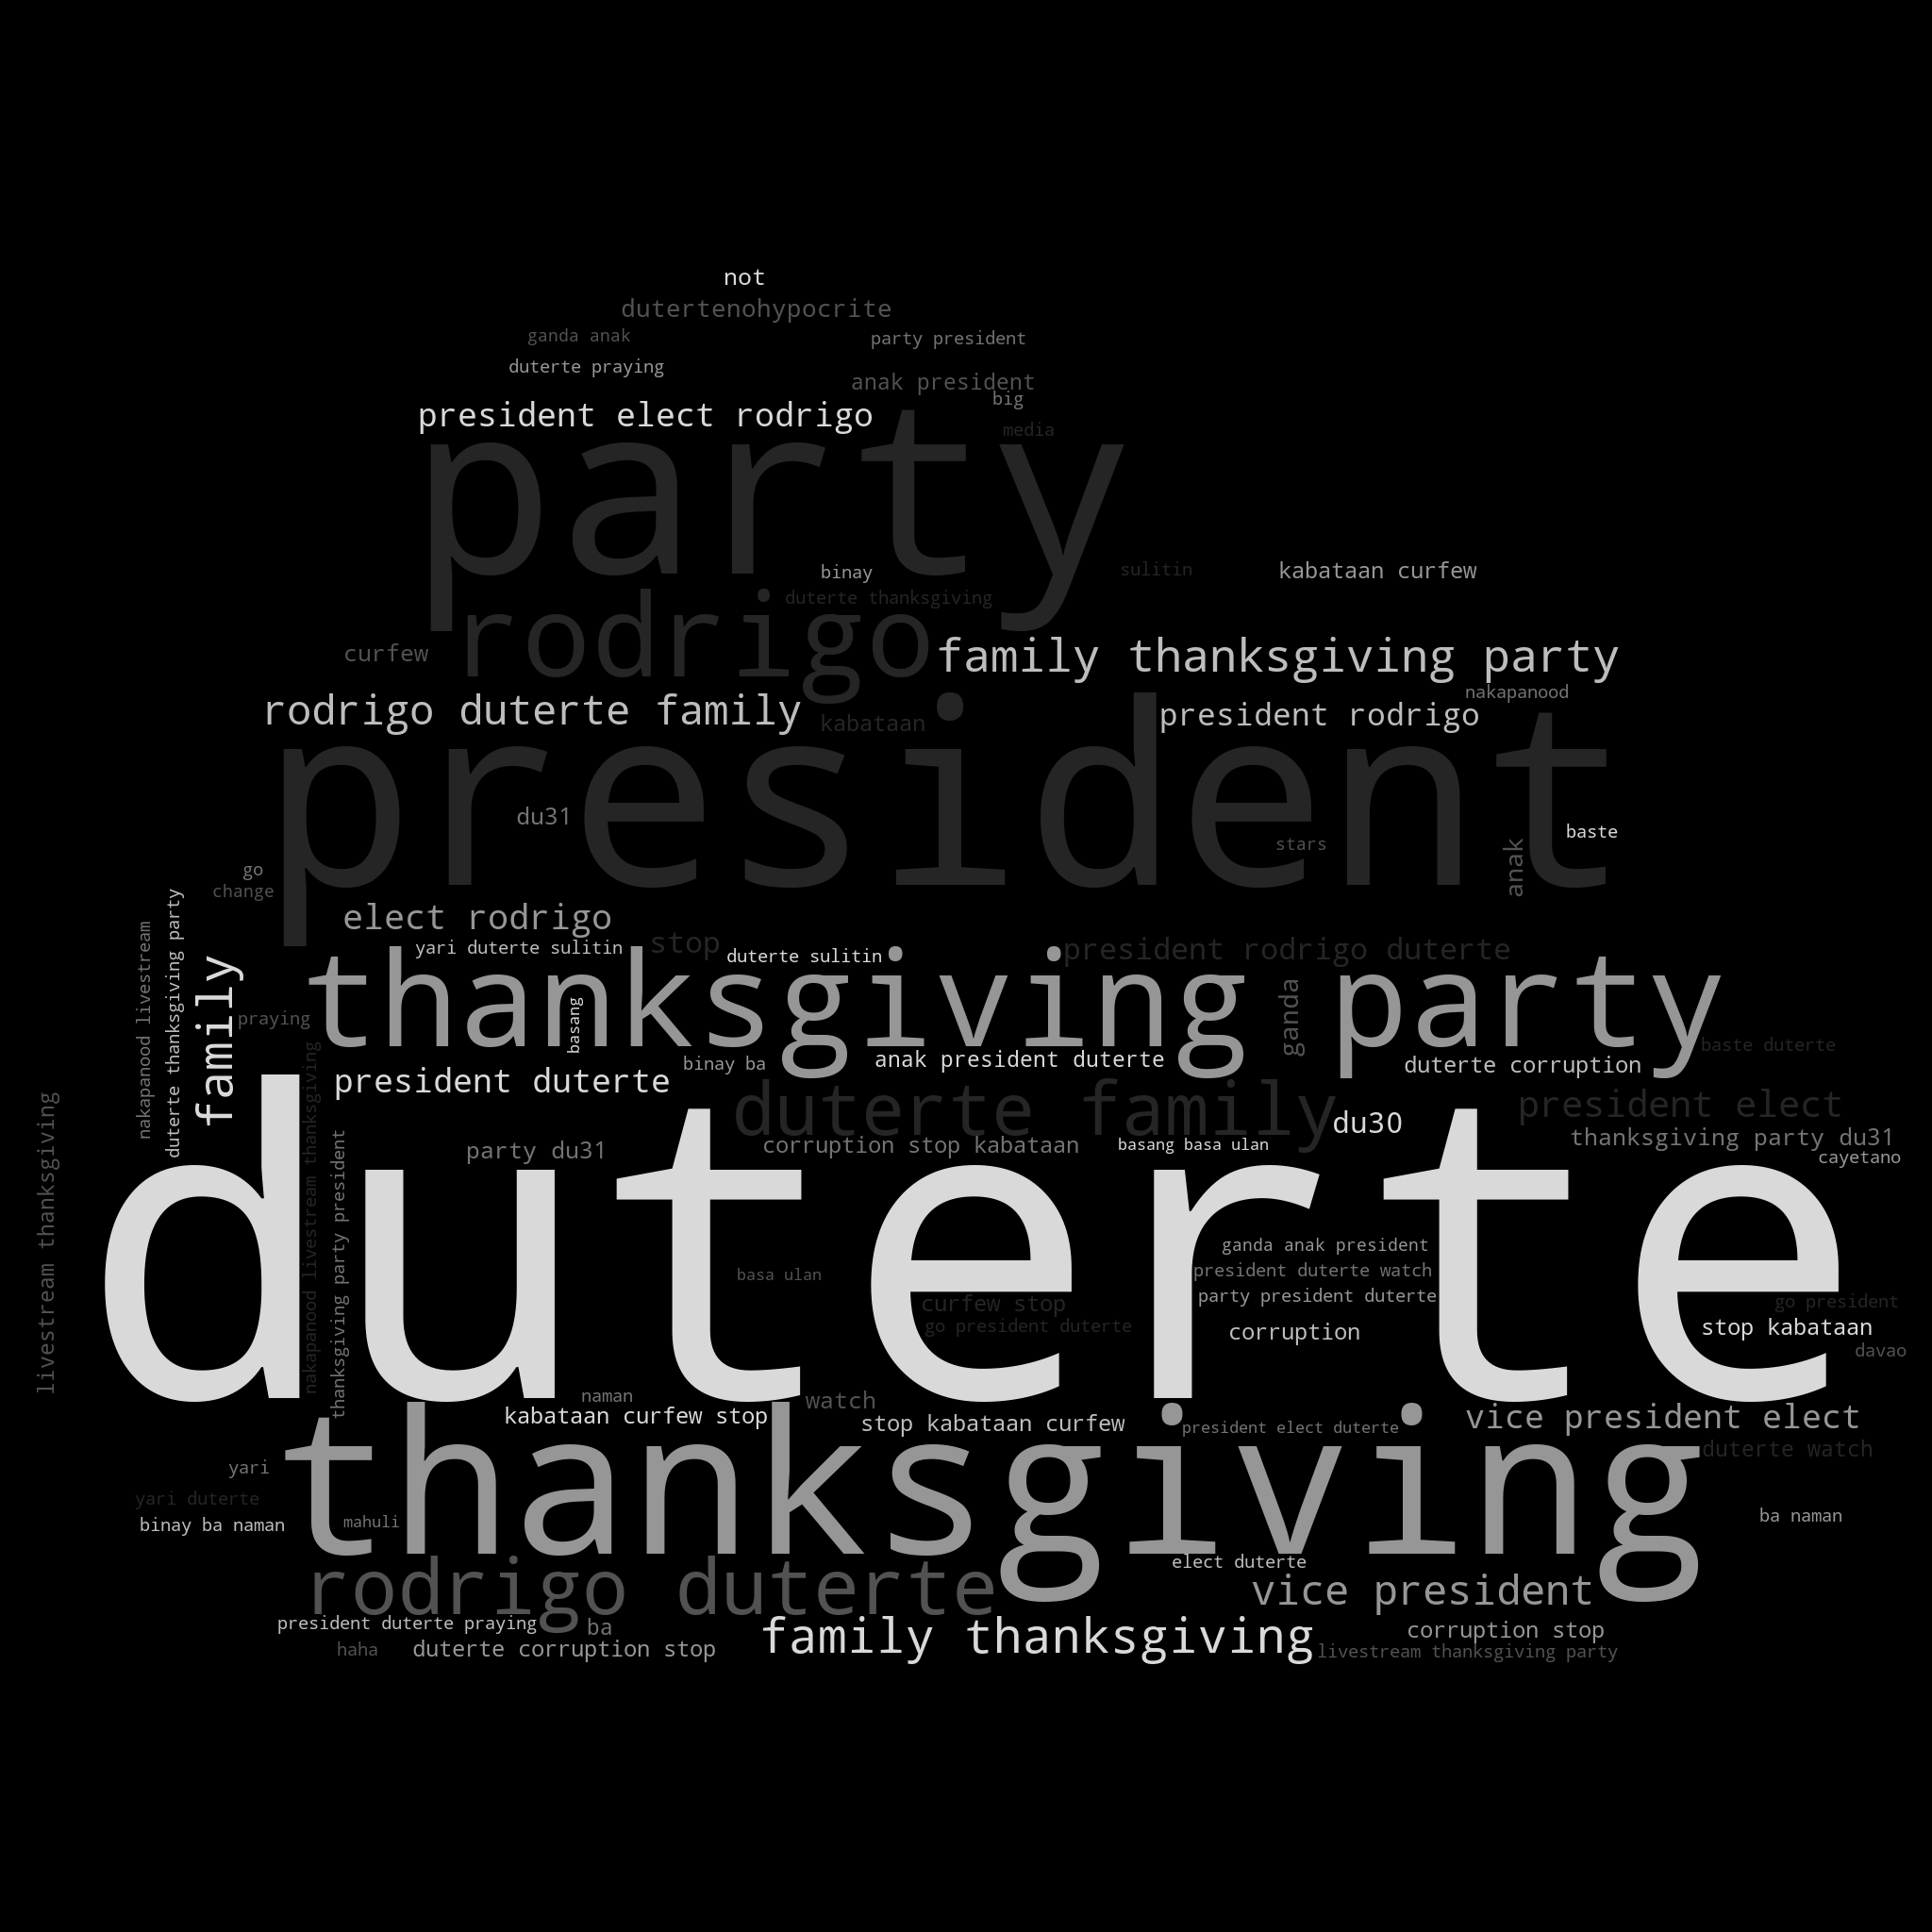 not
dutertenohypocrite
ganda anak
party president
duterte praying
anak president
big
president elect rodrigo
media
party
binay
sulitin
kabataan curfew
duterte thanksgiving
rodrigo
curfew
family thanksgiving party
nakapanood
rodrigo duterte family
kabataan
president rodrigo
president
du31
baste
stars
anak
go
change
elect rodrigo
stop
yari duterte sulitin
duterte sulitin
president rodrigo duterte
nakapanood livestream
duterte thanksgiving party
family
thanksgiving party
praying
basang
ganda
binay ba
anak president duterte
duterte corruption
baste duterte
president duterte
duterte family
president elect
du30
livestream thanksgiving
nakapanood livestream thanksgiving
thanksgiving party president
party du31
corruption stop kabataan
basang basa ulan
thanksgiving party du31
cayetano
duterte
ganda anak president
president duterte watch
basa ulan
party president duterte
curfew stop
go president
go president duterte
corruption
stop kabataan
davao
naman
watch
kabataan curfew stop
stop kabataan curfew
president elect duterte
vice president elect
duterte watch
thanksgiving
yari
yari duterte
binay ba naman
mahuli
ba naman
elect duterte
rodrigo duterte
vice president
president duterte praying
ba
family thanksgiving
corruption stop
haha
duterte corruption stop
livestream thanksgiving party